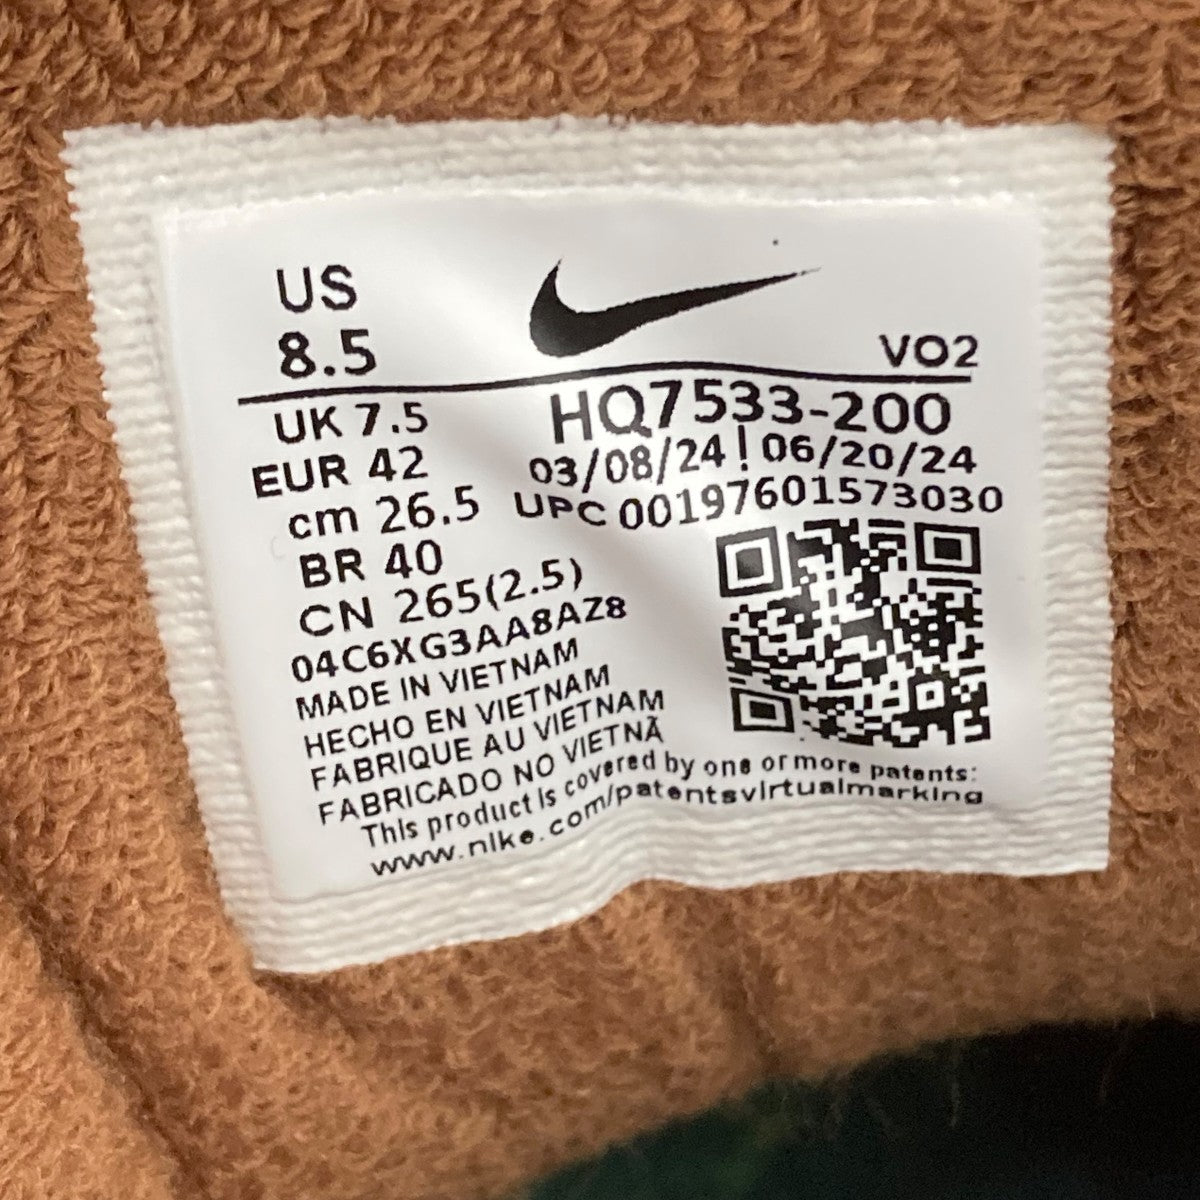 US
8.5
VO2
UK 7.5
HQ7533-200
EUR 42
03/08/24 ! 06/20/24
cm 26.5
UPC 00197601573030
BR 40
CN 265(2.5)
04C6XG3AA8AZ8
MADE IN VIETNAM
HECHO EN VIETNAM
FABRIQUE AU VIETNAM
FABRICADO NO VIETNÃ
This product is covered by one or more patents:
www.nike.com/patentsvirtualmarking